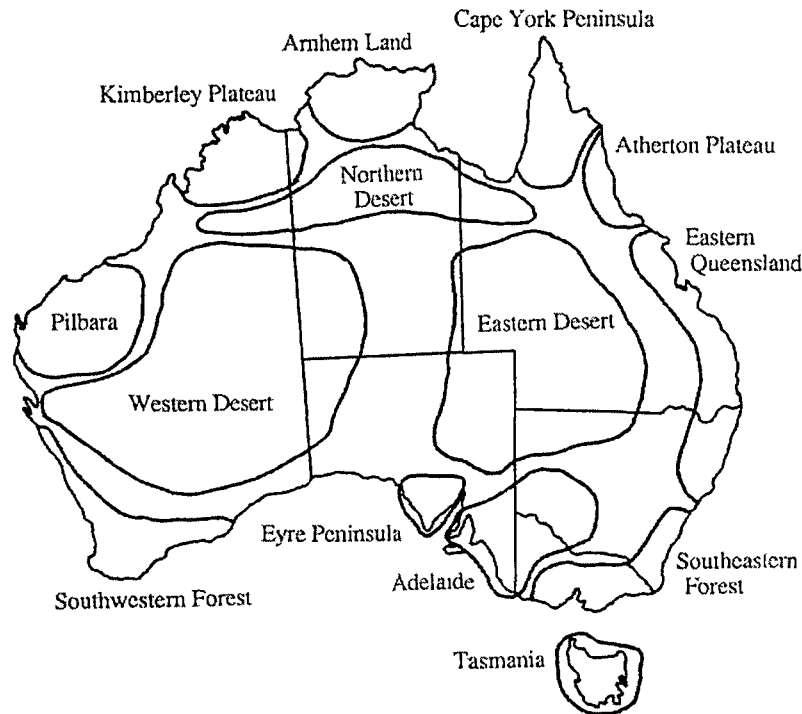 Cape York Peninsula
Arnhem Land
Kimberley Plateau
Atherton Plateau
Northern
Desert
Eastern
Queensland
Pilbara
Eastern Desert
Western Desert
Eyre Peninsula
Adelaide
Southeastern
Forest
Southwestern Forest
Tasmania